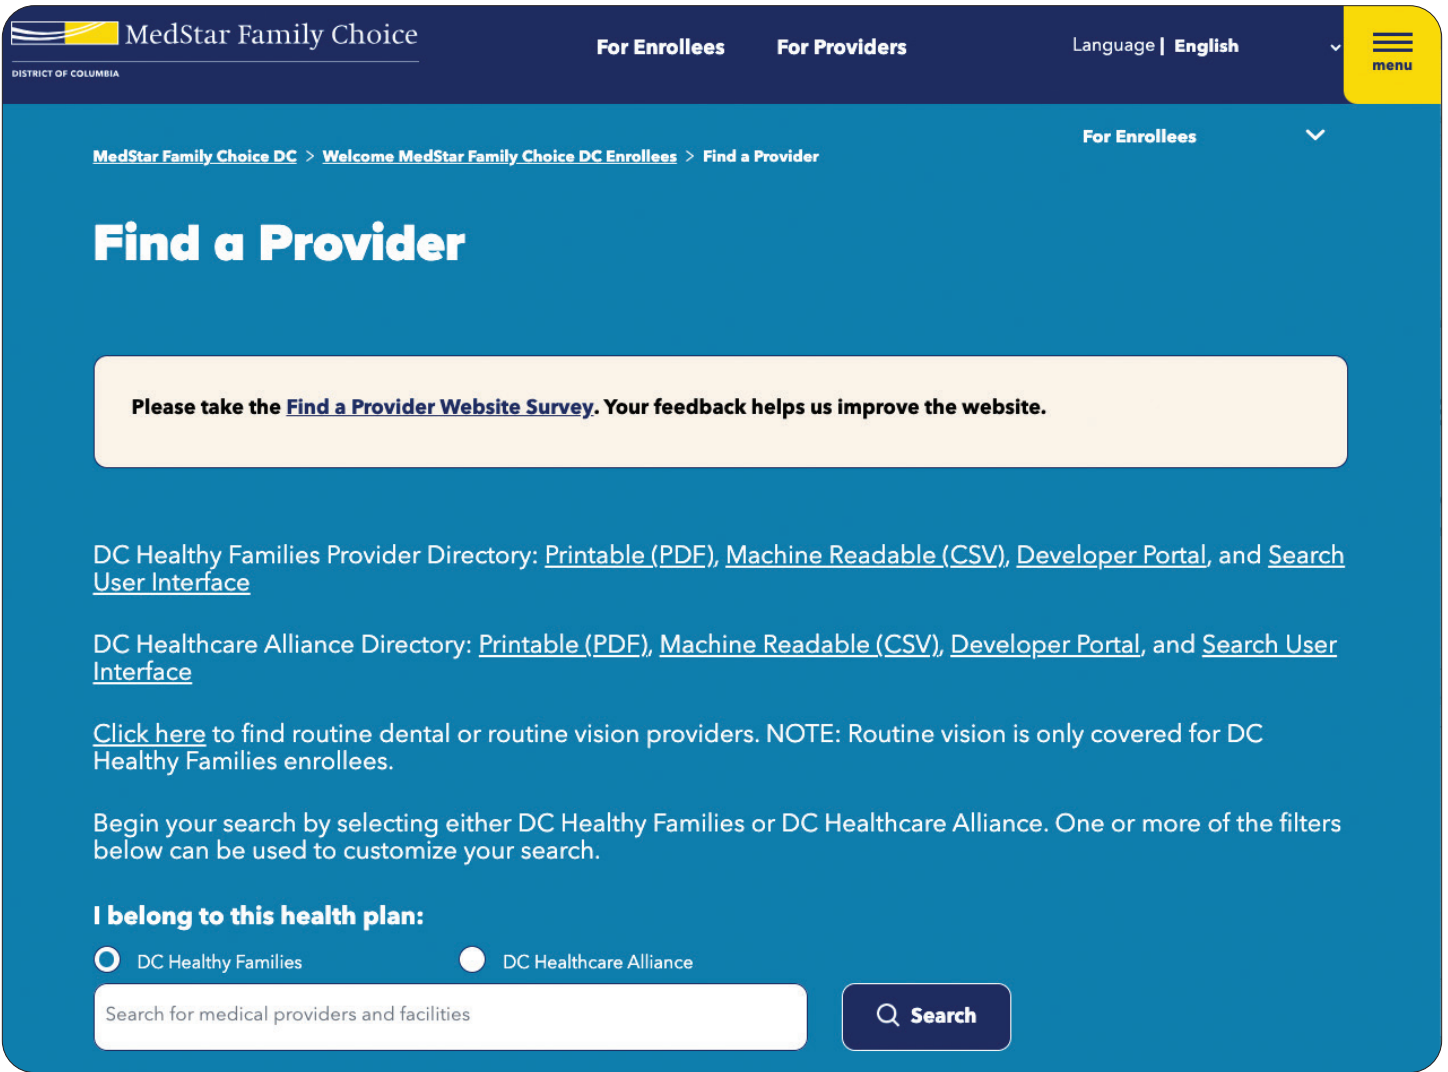 MedStar Family Choice
DISTRICT OF COLUMBIA
For Enrollees
For Providers
Language | English
menu
For Enrollees
MedStar Family Choice DC > Welcome MedStar Family Choice DC Enrollees > Find a Provider
Find a Provider
Please take the Find a Provider Website Survey. Your feedback helps us improve the website.
DC Healthy Families Provider Directory: Printable (PDF), Machine Readable (CSV), Developer Portal, and Search
User Interface
DC Healthcare Alliance Directory: Printable (PDF), Machine Readable (CSV), Developer Portal, and Search User
Interface
Click here to find routine dental or routine vision providers. NOTE: Routine vision is only covered for DC
Healthy Families enrollees.
Begin your search by selecting either DC Healthy Families or DC Healthcare Alliance. One or more of the filters
below can be used to customize your search.
I belong to this health plan:
DC Healthy Families
DC Healthcare Alliance
Search for medical providers and facilities
Search